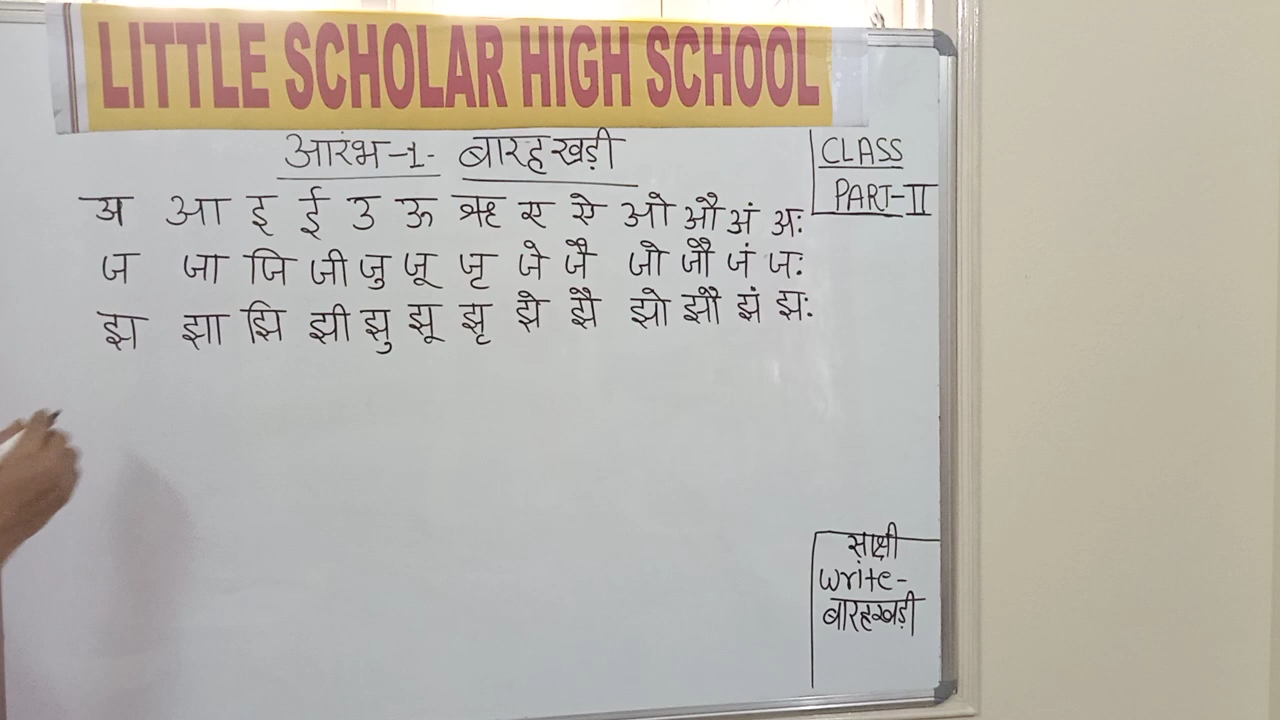 LITTLE SCHOLAR HIGH SCHOOL
आरंभ-1- बारहखड़ी
CLASS
PART-II
अ आ इ ई उ ऊ ऋ ए ऐ ओ औ अं अः
ज जा जि जी जु जू जृ जे जै जो जौ जं जः
झ झा झि झी झु झू झृ झे झै झो झौ झं झः
साक्षी
write-
बारहखड़ी